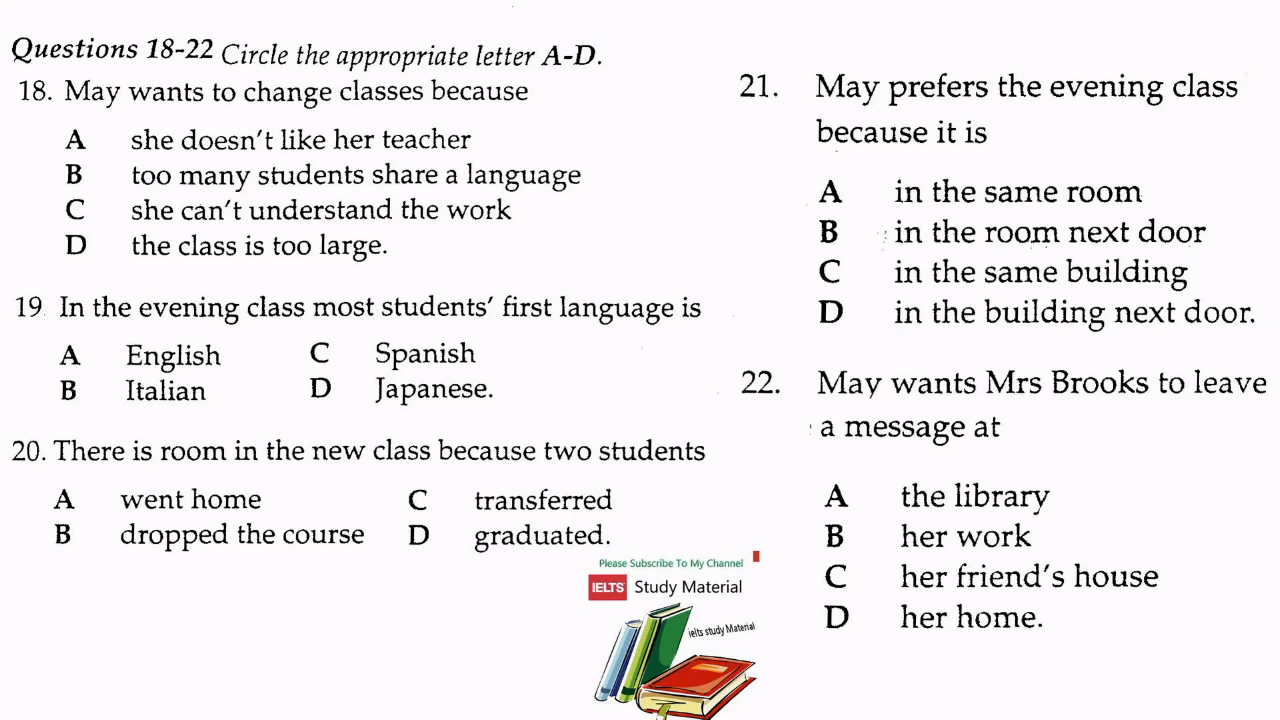 Questions 18-22 Circle the appropriate letter A-D.
18. May wants to change classes because
A she doesn't like her teacher
B too many students share a language
C she can't understand the work
D the class is too large.
19 In the evening class most students' first language is
A English C Spanish
B Italian D Japanese.
20. There is room in the new class because two students
A went home C transferred
B dropped the course D graduated.
21. May prefers the evening class
because it is
A in the same room
B in the room next door
C in the same building
D in the building next door.
22. May wants Mrs Brooks to leave
a message at
A the library
B her work
C her friend's house
D her home.
Please Subscribe To My Channel
IELTS Study Material
ielts study Material